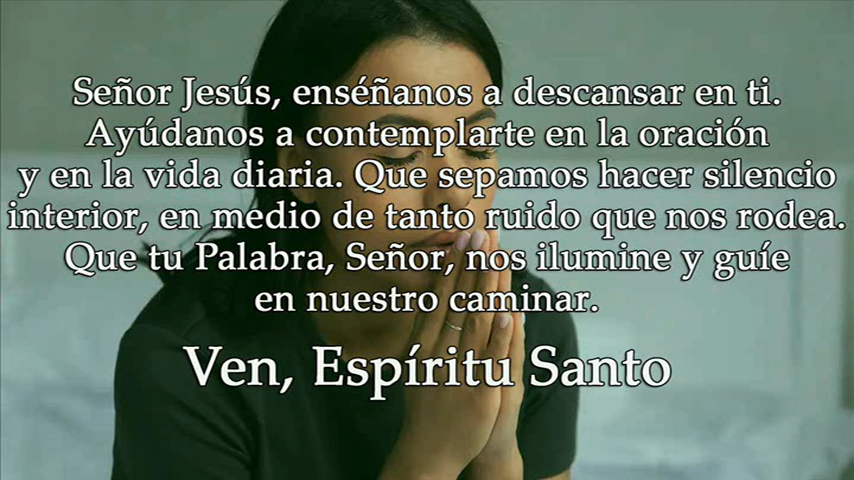 Señor Jesús, enséñanos a descansar en ti.
Ayúdanos a contemplarte en la oración
y en la vida diaria. Que sepamos hacer silencio
interior, en medio de tanto ruido que nos rodea.
Que tu Palabra, Señor, nos ilumine y guíe
en nuestro caminar.
Ven, Espíritu Santo